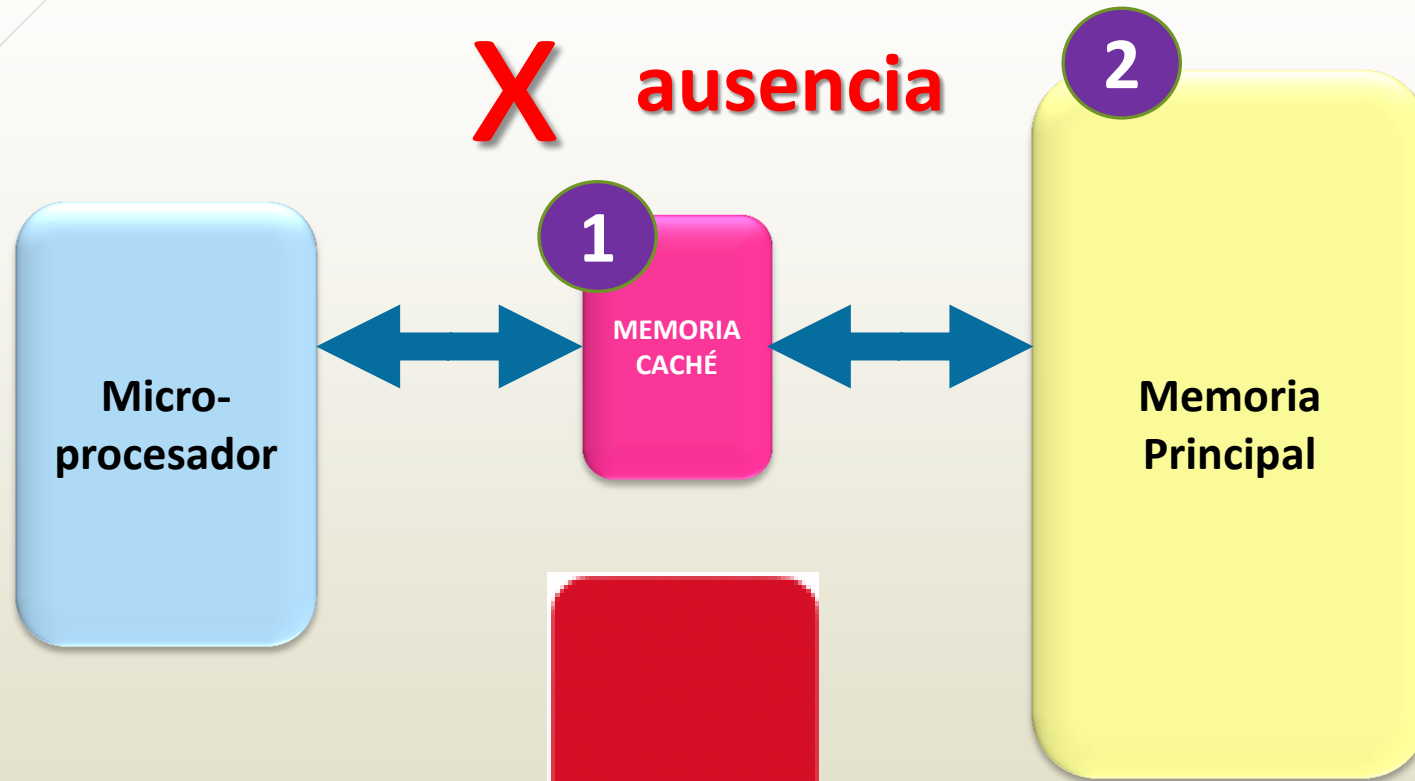 X ausencia
2
1
MEMORIA
CACHÉ
Micro-
procesador
Memoria
Principal